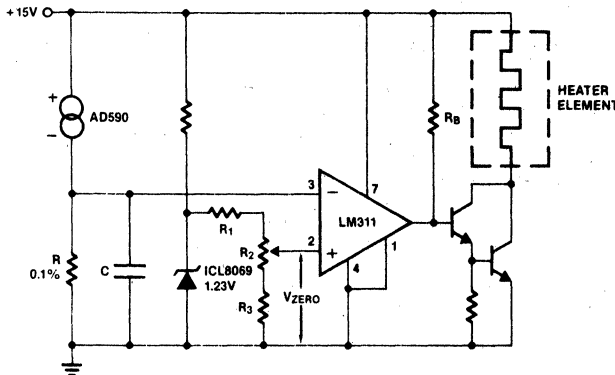 +15V
+
AD590
−
R
0.1%
C
R1
R2
R3
ICL8069
1.23V
VZERO
3
−
2
+
LM311
7
4
1
RB
HEATER
ELEMENT